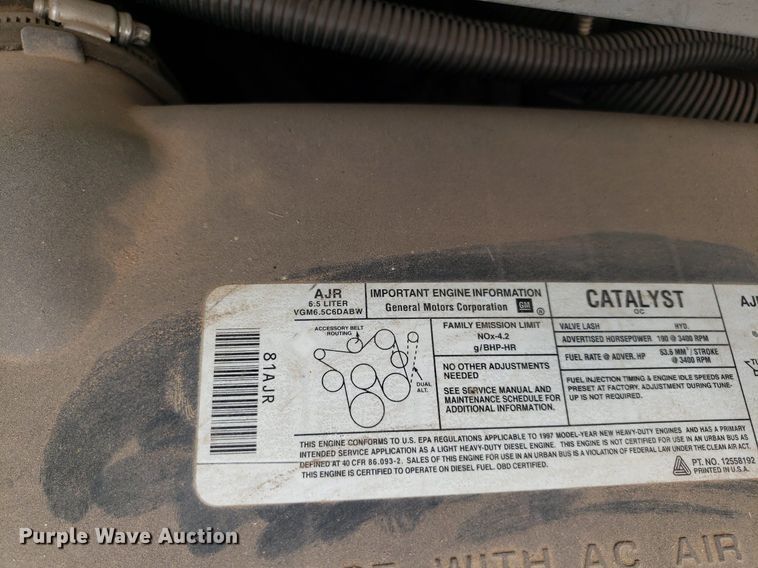 AJR
6.5 LITER
VGM6.5C6DABW
IMPORTANT ENGINE INFORMATION
General Motors Corporation GM ®
CATALYST
OC
AJ
81AJR
ACCESSORY BELT
ROUTING
DUAL
ALT.
FAMILY EMISSION LIMIT
NOx-4.2
g/BHP-HR
NO OTHER ADJUSTMENTS
NEEDED
SEE SERVICE MANUAL AND
MAINTENANCE SCHEDULE FOR
ADDITIONAL INFORMATION.
VALVE LASH HYD.
ADVERTISED HORSEPOWER 190 @ 3400 RPM
FUEL RATE @ ADVER. HP 53.6 MM³/STROKE
@ 3400 RPM
FUEL INJECTION TIMING & ENGINE IDLE SPEEDS ARE
PRESET AT FACTORY. ADJUSTMENT DURING TUNE-
UP IS NOT REQUIRED.
THIS ENGINE CONFORMS TO U.S. EPA REGULATIONS APPLICABLE TO 1997 MODEL-YEAR NEW HEAVY-DUTY ENGINES AND HAS A PRIMARY
INTENDED SERVICE APPLICATION AS A LIGHT HEAVY-DUTY DIESEL ENGINE. THIS ENGINE IS NOT CERTIFIED FOR USE IN AN URBAN BUS AS
DEFINED AT 40 CFR 86.093-2. SALES OF THIS ENGINE FOR USE IN AN URBAN BUS IS A VIOLATION OF FEDERAL LAW UNDER THE CLEAN AIR ACT.
THIS ENGINE IS CERTIFIED TO OPERATE ON DIESEL FUEL. OBD CERTIFIED.
PT. NO. 12558192
PRINTED IN U.S.A.
WITH AC AIR
Purple Wave Auction